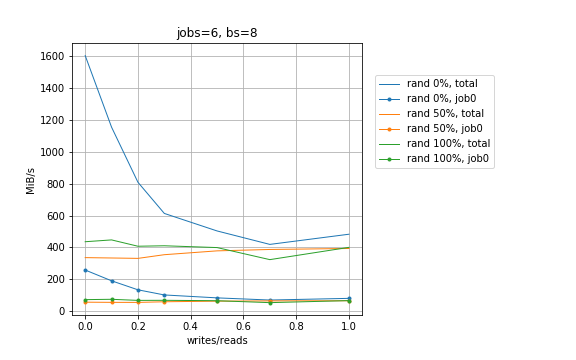 jobs=6, bs=8
MiB/s
1600
1400
1200
1000
800
600
400
200
0
0.0 0.2 0.4 0.6 0.8 1.0
writes/reads
rand 0%, total
rand 0%, job0
rand 50%, total
rand 50%, job0
rand 100%, total
rand 100%, job0